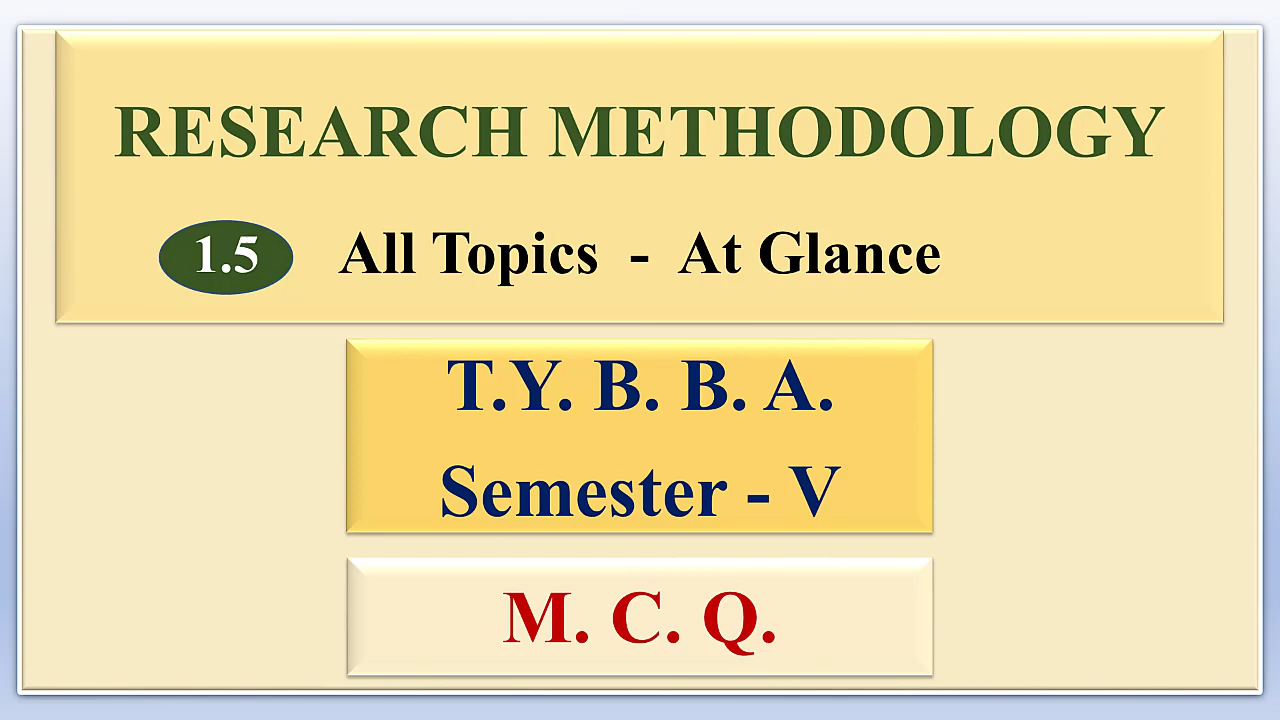 RESEARCH METHODOLOGY
1.5 All Topics - At Glance
T.Y. B. B. A.
Semester - V
M. C. Q.